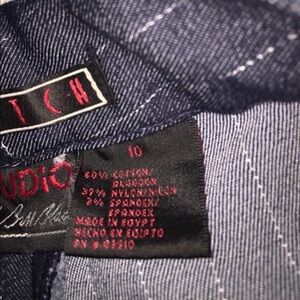 TCH
UDIO
10
60% COTTON/
ALGODON
37% NYLON/NILON
3% SPANDEX/
SPANDEX
MADE IN EGYPT
HECHO EN EGIPTO